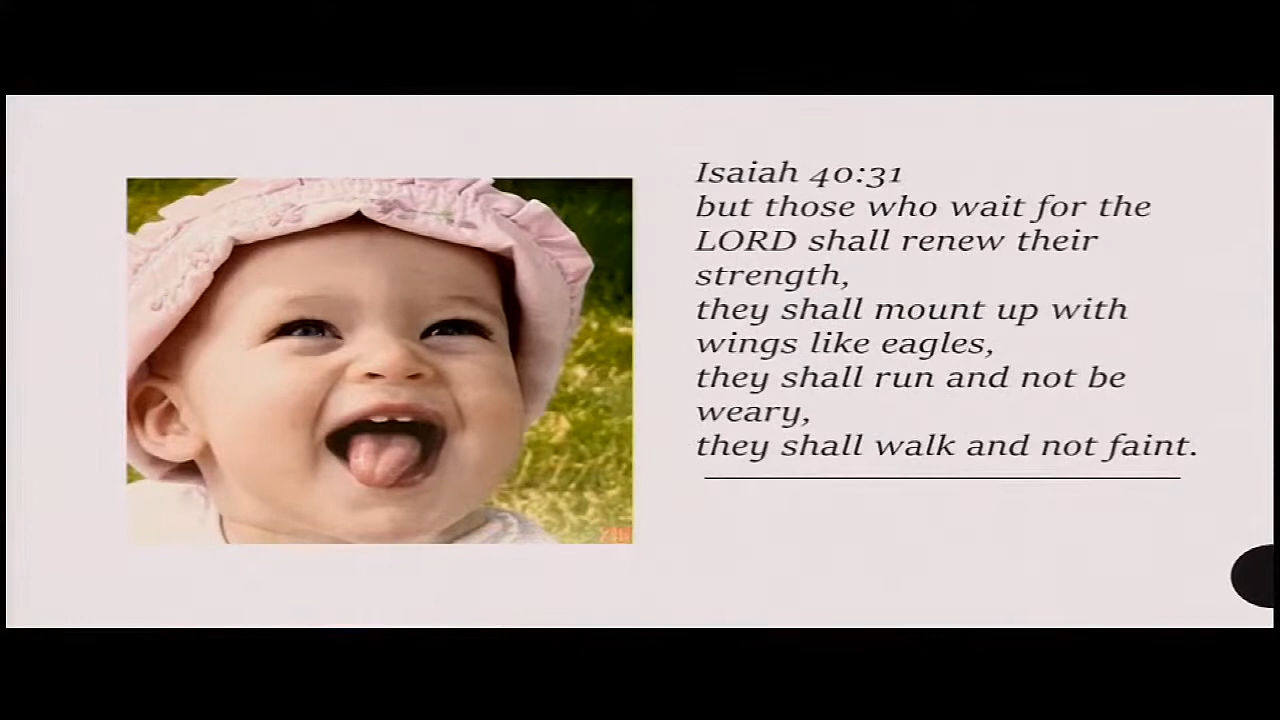 Isaiah 40:31
but those who wait for the
LORD shall renew their
strength,
they shall mount up with
wings like eagles,
they shall run and not be
weary,
they shall walk and not faint.